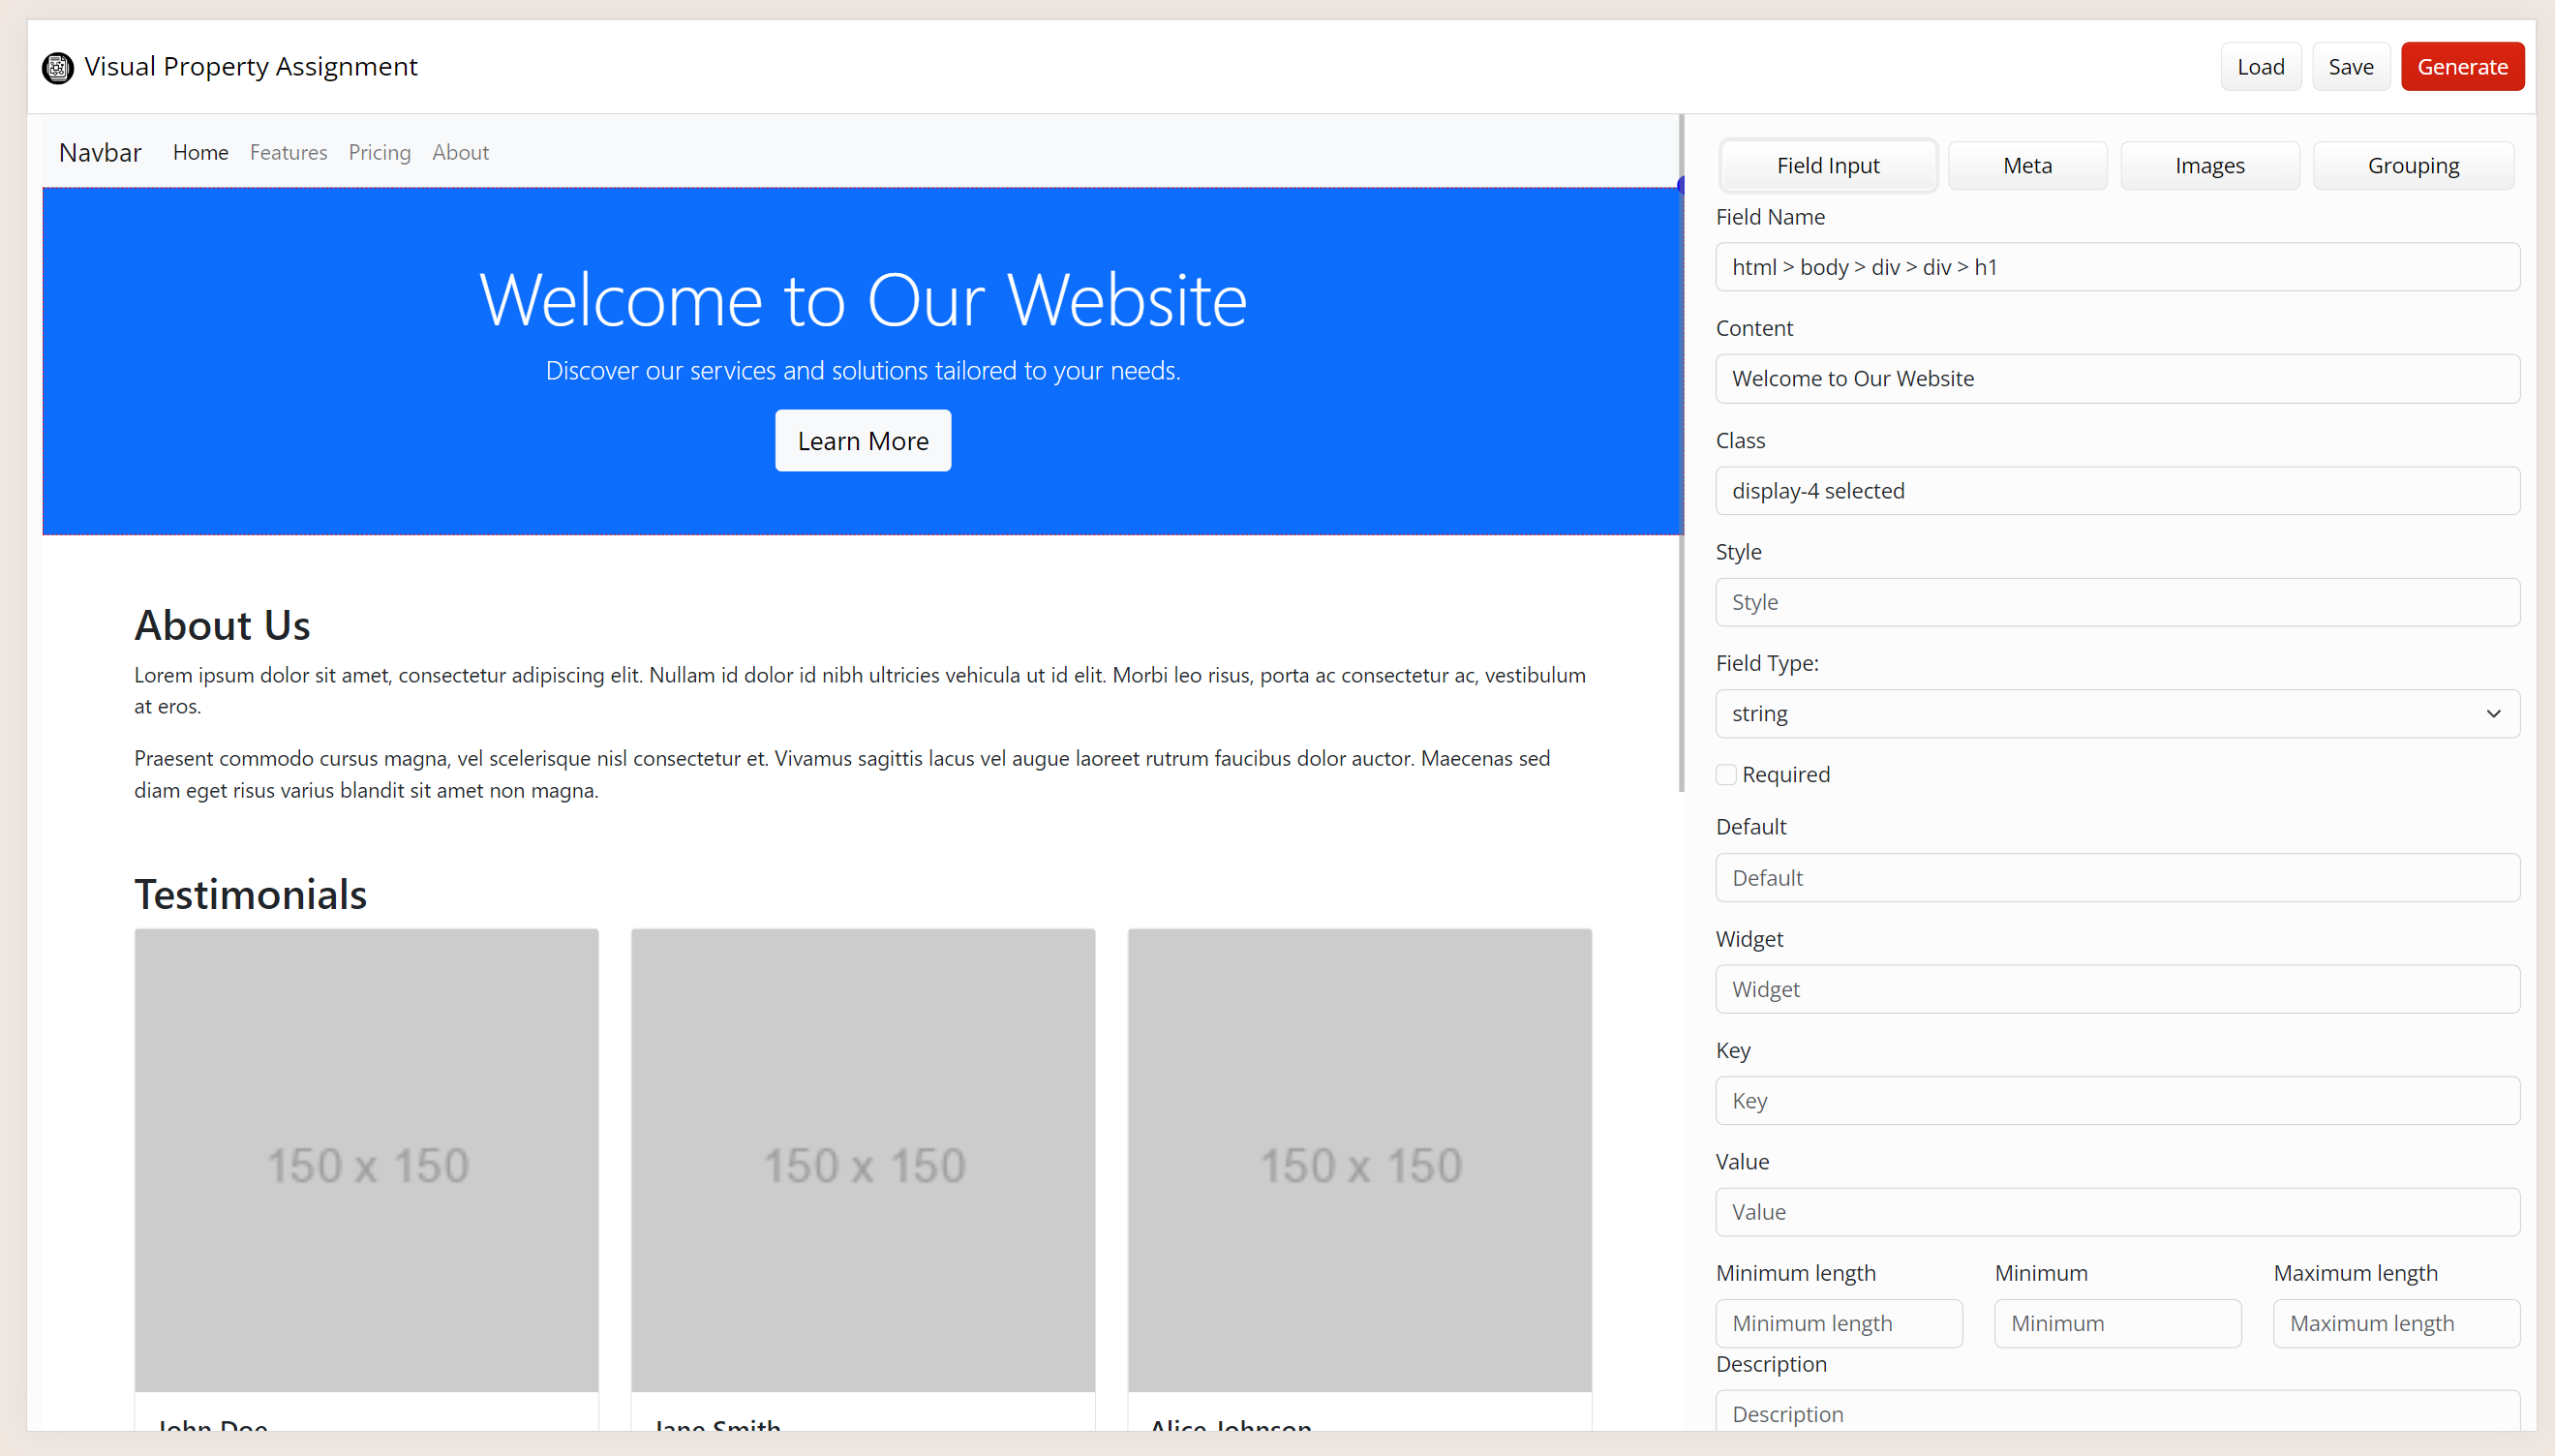 Visual Property Assignment
Load
Save
Generate
Navbar
Home
Features
Pricing
About
Welcome to Our Website
Discover our services and solutions tailored to your needs.
Learn More
About Us
Lorem ipsum dolor sit amet, consectetur adipiscing elit. Nullam id dolor id nibh ultricies vehicula ut id elit. Morbi leo risus, porta ac consectetur ac, vestibulum
at eros.
Praesent commodo cursus magna, vel scelerisque nisl consectetur et. Vivamus sagittis lacus vel augue laoreet rutrum faucibus dolor auctor. Maecenas sed
diam eget risus varius blandit sit amet non magna.
Testimonials
150 x 150
150 x 150
150 x 150
John Doe
Jane Smith
Alice Johnson
Field Input
Meta
Images
Grouping
Field Name
html > body > div > div > h1
Content
Welcome to Our Website
Class
display-4 selected
Style
Style
Field Type:
string
Required
Default
Default
Widget
Widget
Key
Key
Value
Value
Minimum length
Minimum
Maximum length
Minimum length
Minimum
Maximum length
Description
Description